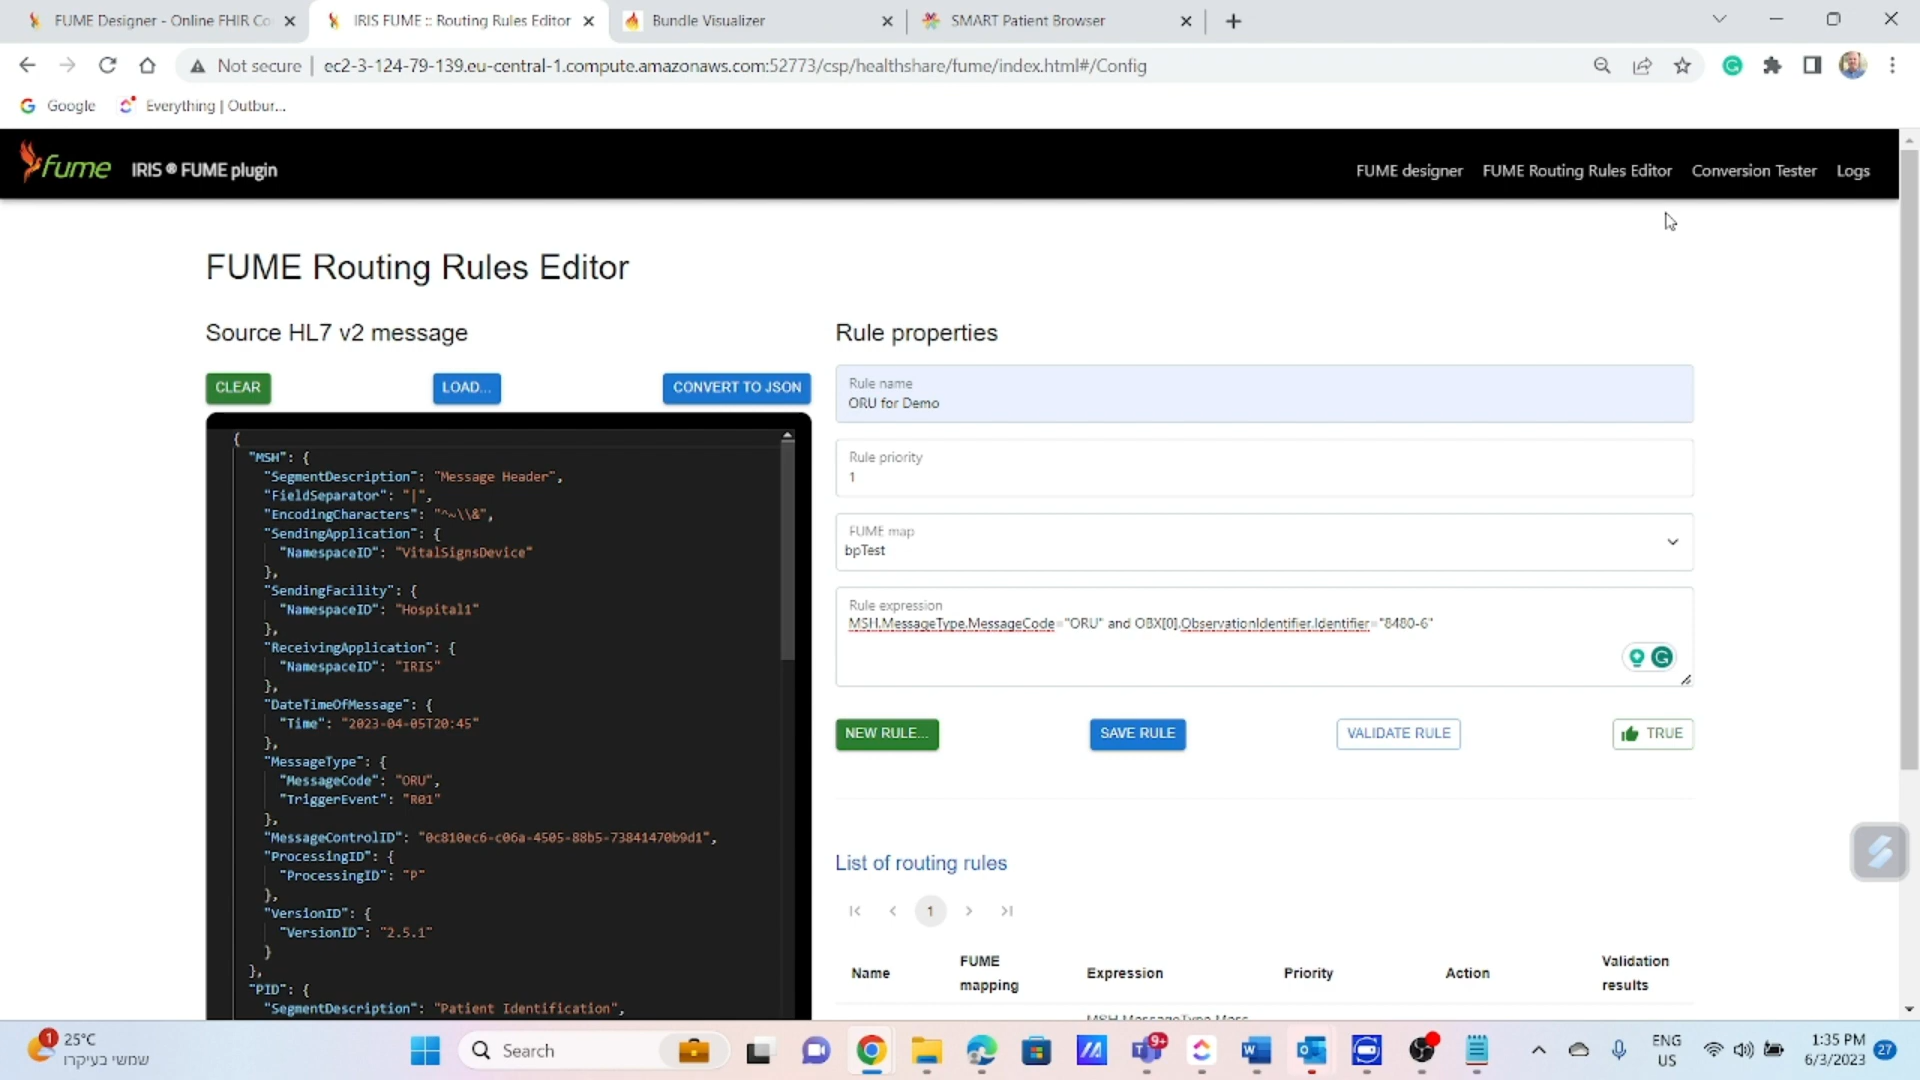 FUME Designer - Online FHIR Co
IRIS FUME :: Routing Rules Editor
Bundle Visualizer
SMART Patient Browser
Not secure
ec2-3-124-79-139.eu-central-1.compute.amazonaws.com:52773/csp/healthshare/fume/index.html#/Config
Google
Everything | Outbur...
fume
IRIS ® FUME plugin
FUME designer
FUME Routing Rules Editor
Conversion Tester
Logs
FUME Routing Rules Editor
Source HL7 v2 message
CLEAR
LOAD...
CONVERT TO JSON
{
"MSH": {
"SegmentDescription": "Message Header",
"FieldSeparator": "|",
"EncodingCharacters": "^~\\&",
"SendingApplication": {
"NamespaceID": "VitalSignsDevice"
},
"SendingFacility": {
"NamespaceID": "Hospital1"
},
"ReceivingApplication": {
"NamespaceID": "IRIS"
},
"DateTimeOfMessage": {
"Time": "2023-04-05T20:45"
},
"MessageType": {
"MessageCode": "ORU",
"TriggerEvent": "R01"
},
"MessageControlID": "0c810ec6-c06a-4505-88b5-73841470b9d1",
"ProcessingID": {
"ProcessingID": "P"
},
"VersionID": {
"VersionID": "2.5.1"
}
},
"PID": {
"SegmentDescription": "Patient Identification",
Rule properties
Rule name
ORU for Demo
Rule priority
1
FUME map
bpTest
Rule expression
MSH.MessageType.MessageCode="ORU" and OBX[0].ObservationIdentifier.Identifier="8480-6"
NEW RULE...
SAVE RULE
VALIDATE RULE
TRUE
List of routing rules
1
Name
FUME mapping
Expression
Priority
Action
Validation results
MSH.MessageType.Mess
1
25°C
שמשי בעיקרו
Search
9+
ENG
US
1:35 PM
6/3/2023
27